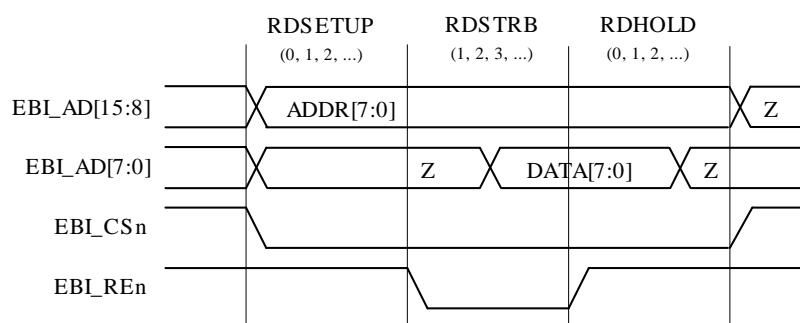 RDSETUP RDSTRB RDHOLD
(0, 1, 2, ...) (1, 2, 3, ...) (0, 1, 2, ...)
EBI_AD[15:8] ADDR[7:0] Z
EBI_AD[7:0] Z DATA[7:0] Z
EBI_CSn
EBI_REn